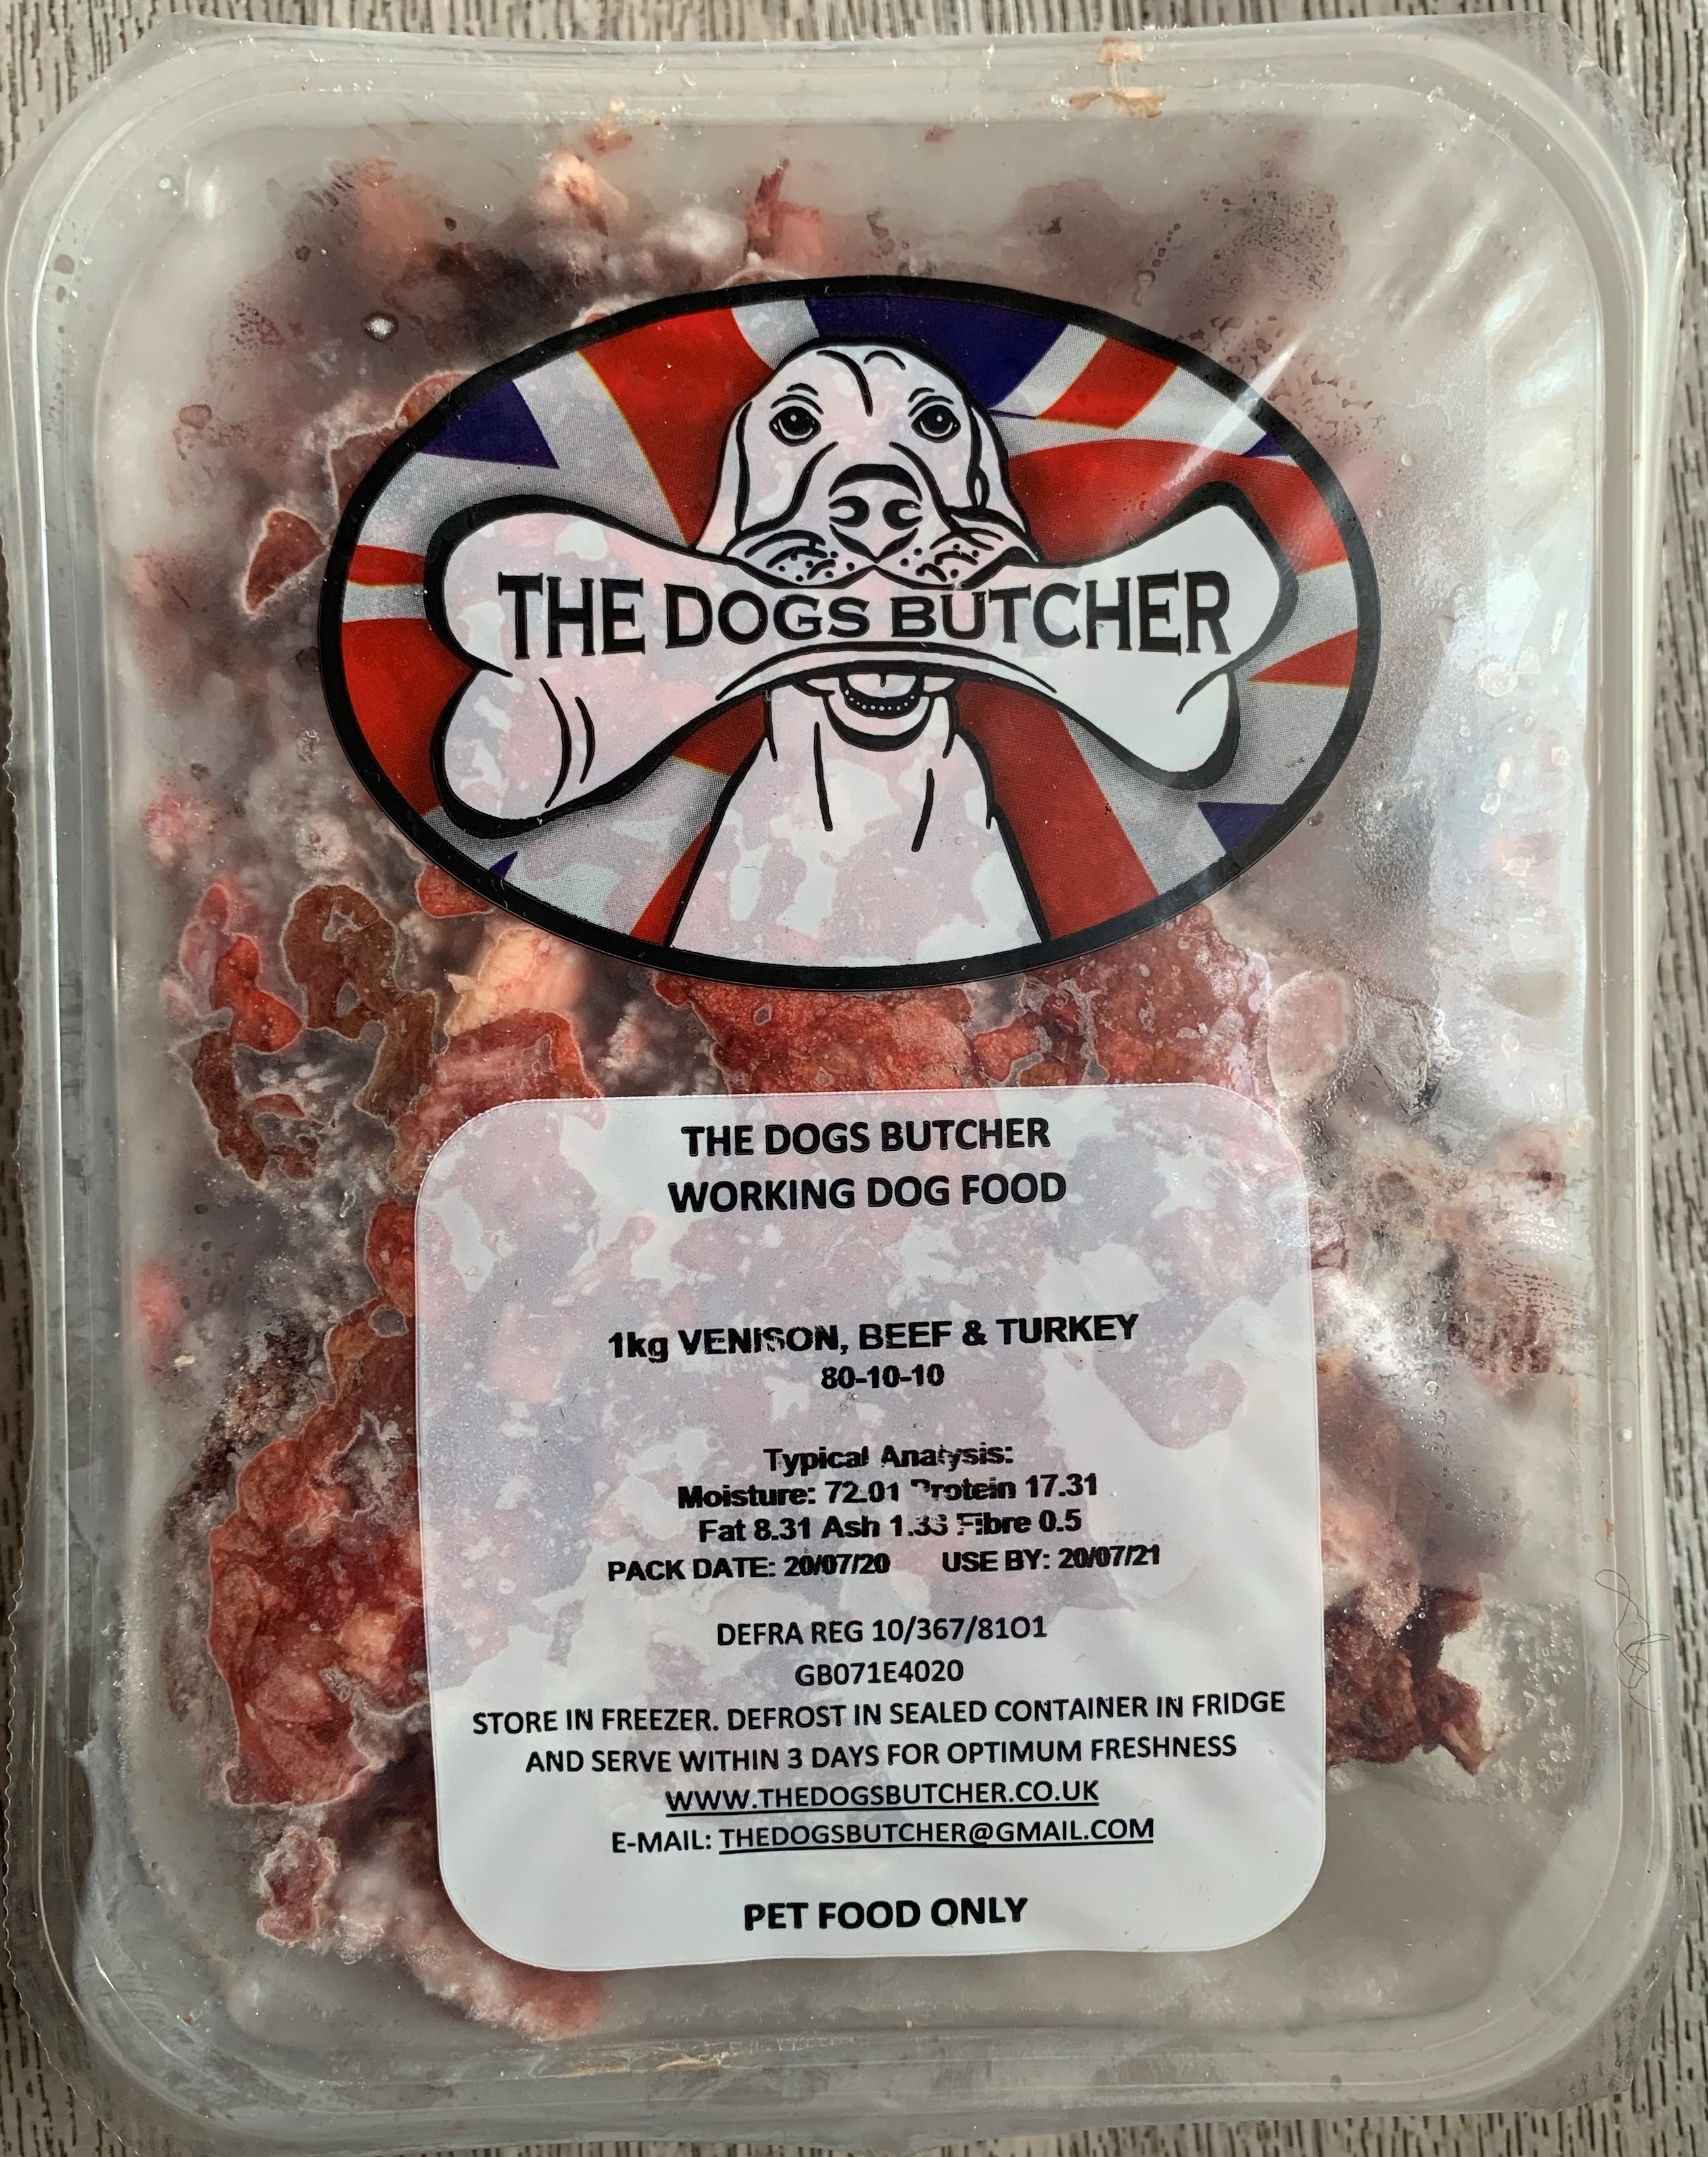 THE DOGS BUTCHER
THE DOGS BUTCHER
WORKING DOG FOOD
1kg VENISON, BEEF & TURKEY
80-10-10
Typical Analysis:
Moisture: 72.01 Protein 17.31
Fat 8.31 Ash 1.33 Fibre 0.5
PACK DATE: 20/07/20 USE BY: 20/07/21
DEFRA REG 10/367/81O1
GB071E4020
STORE IN FREEZER. DEFROST IN SEALED CONTAINER IN FRIDGE
AND SERVE WITHIN 3 DAYS FOR OPTIMUM FRESHNESS
WWW.THEDOGSBUTCHER.CO.UK
E-MAIL: THEDOGSBUTCHER@GMAIL.COM
PET FOOD ONLY